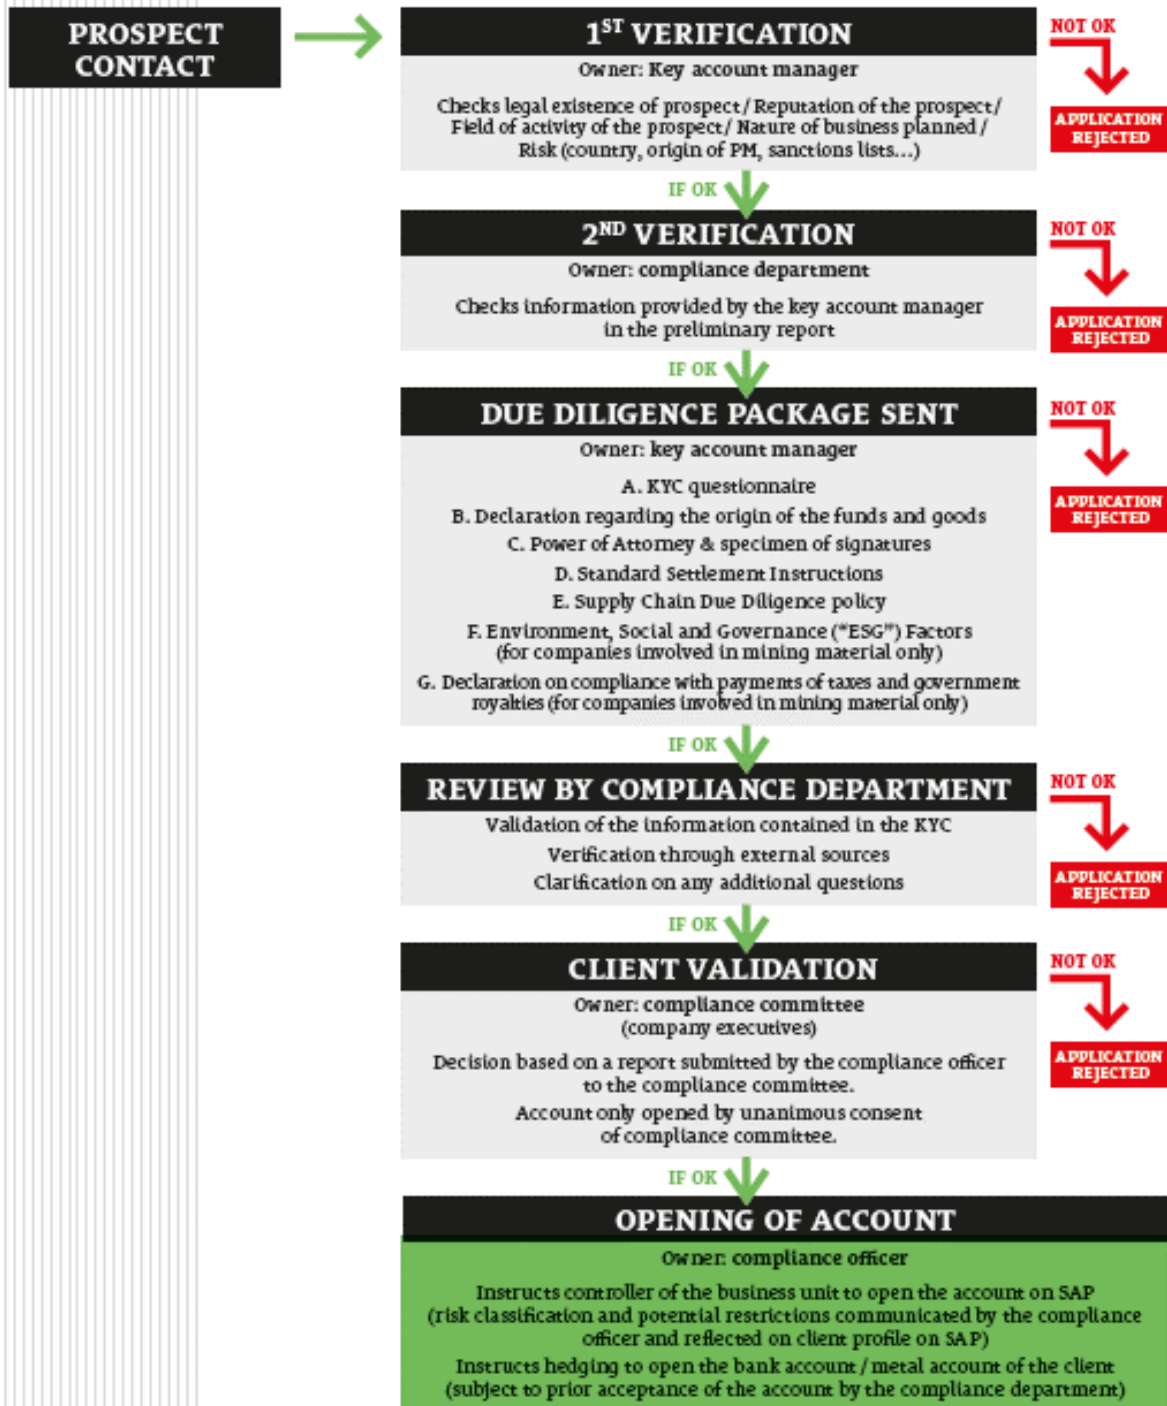 PROSPECT
CONTACT
1ST VERIFICATION
Owner: Key account manager
Checks legal existence of prospect / Reputation of the prospect /
Field of activity of the prospect / Nature of business planned /
Risk (country, origin of PM, sanctions lists...)
NOT OK
APPLICATION
REJECTED
IF OK
2ND VERIFICATION
Owner: compliance department
Checks information provided by the key account manager
in the preliminary report
NOT OK
APPLICATION
REJECTED
IF OK
DUE DILIGENCE PACKAGE SENT
Owner: key account manager
A. KYC questionnaire
B. Declaration regarding the origin of the funds and goods
C. Power of Attorney & specimen of signatures
D. Standard Settlement Instructions
E. Supply Chain Due Diligence policy
F. Environment, Social and Governance ("ESG") Factors
(for companies involved in mining material only)
G. Declaration on compliance with payments of taxes and government
royalties (for companies involved in mining material only)
NOT OK
APPLICATION
REJECTED
IF OK
REVIEW BY COMPLIANCE DEPARTMENT
Validation of the information contained in the KYC
Verification through external sources
Clarification on any additional questions
NOT OK
APPLICATION
REJECTED
IF OK
CLIENT VALIDATION
Owner: compliance committee
(company executives)
Decision based on a report submitted by the compliance officer
to the compliance committee.
Account only opened by unanimous consent
of compliance committee.
NOT OK
APPLICATION
REJECTED
IF OK
OPENING OF ACCOUNT
Owner: compliance officer
Instructs controller of the business unit to open the account on SAP
(risk classification and potential restrictions communicated by the compliance
officer and reflected on client profile on SAP)
Instructs hedging to open the bank account / metal account of the client
(subject to prior acceptance of the account by the compliance department)